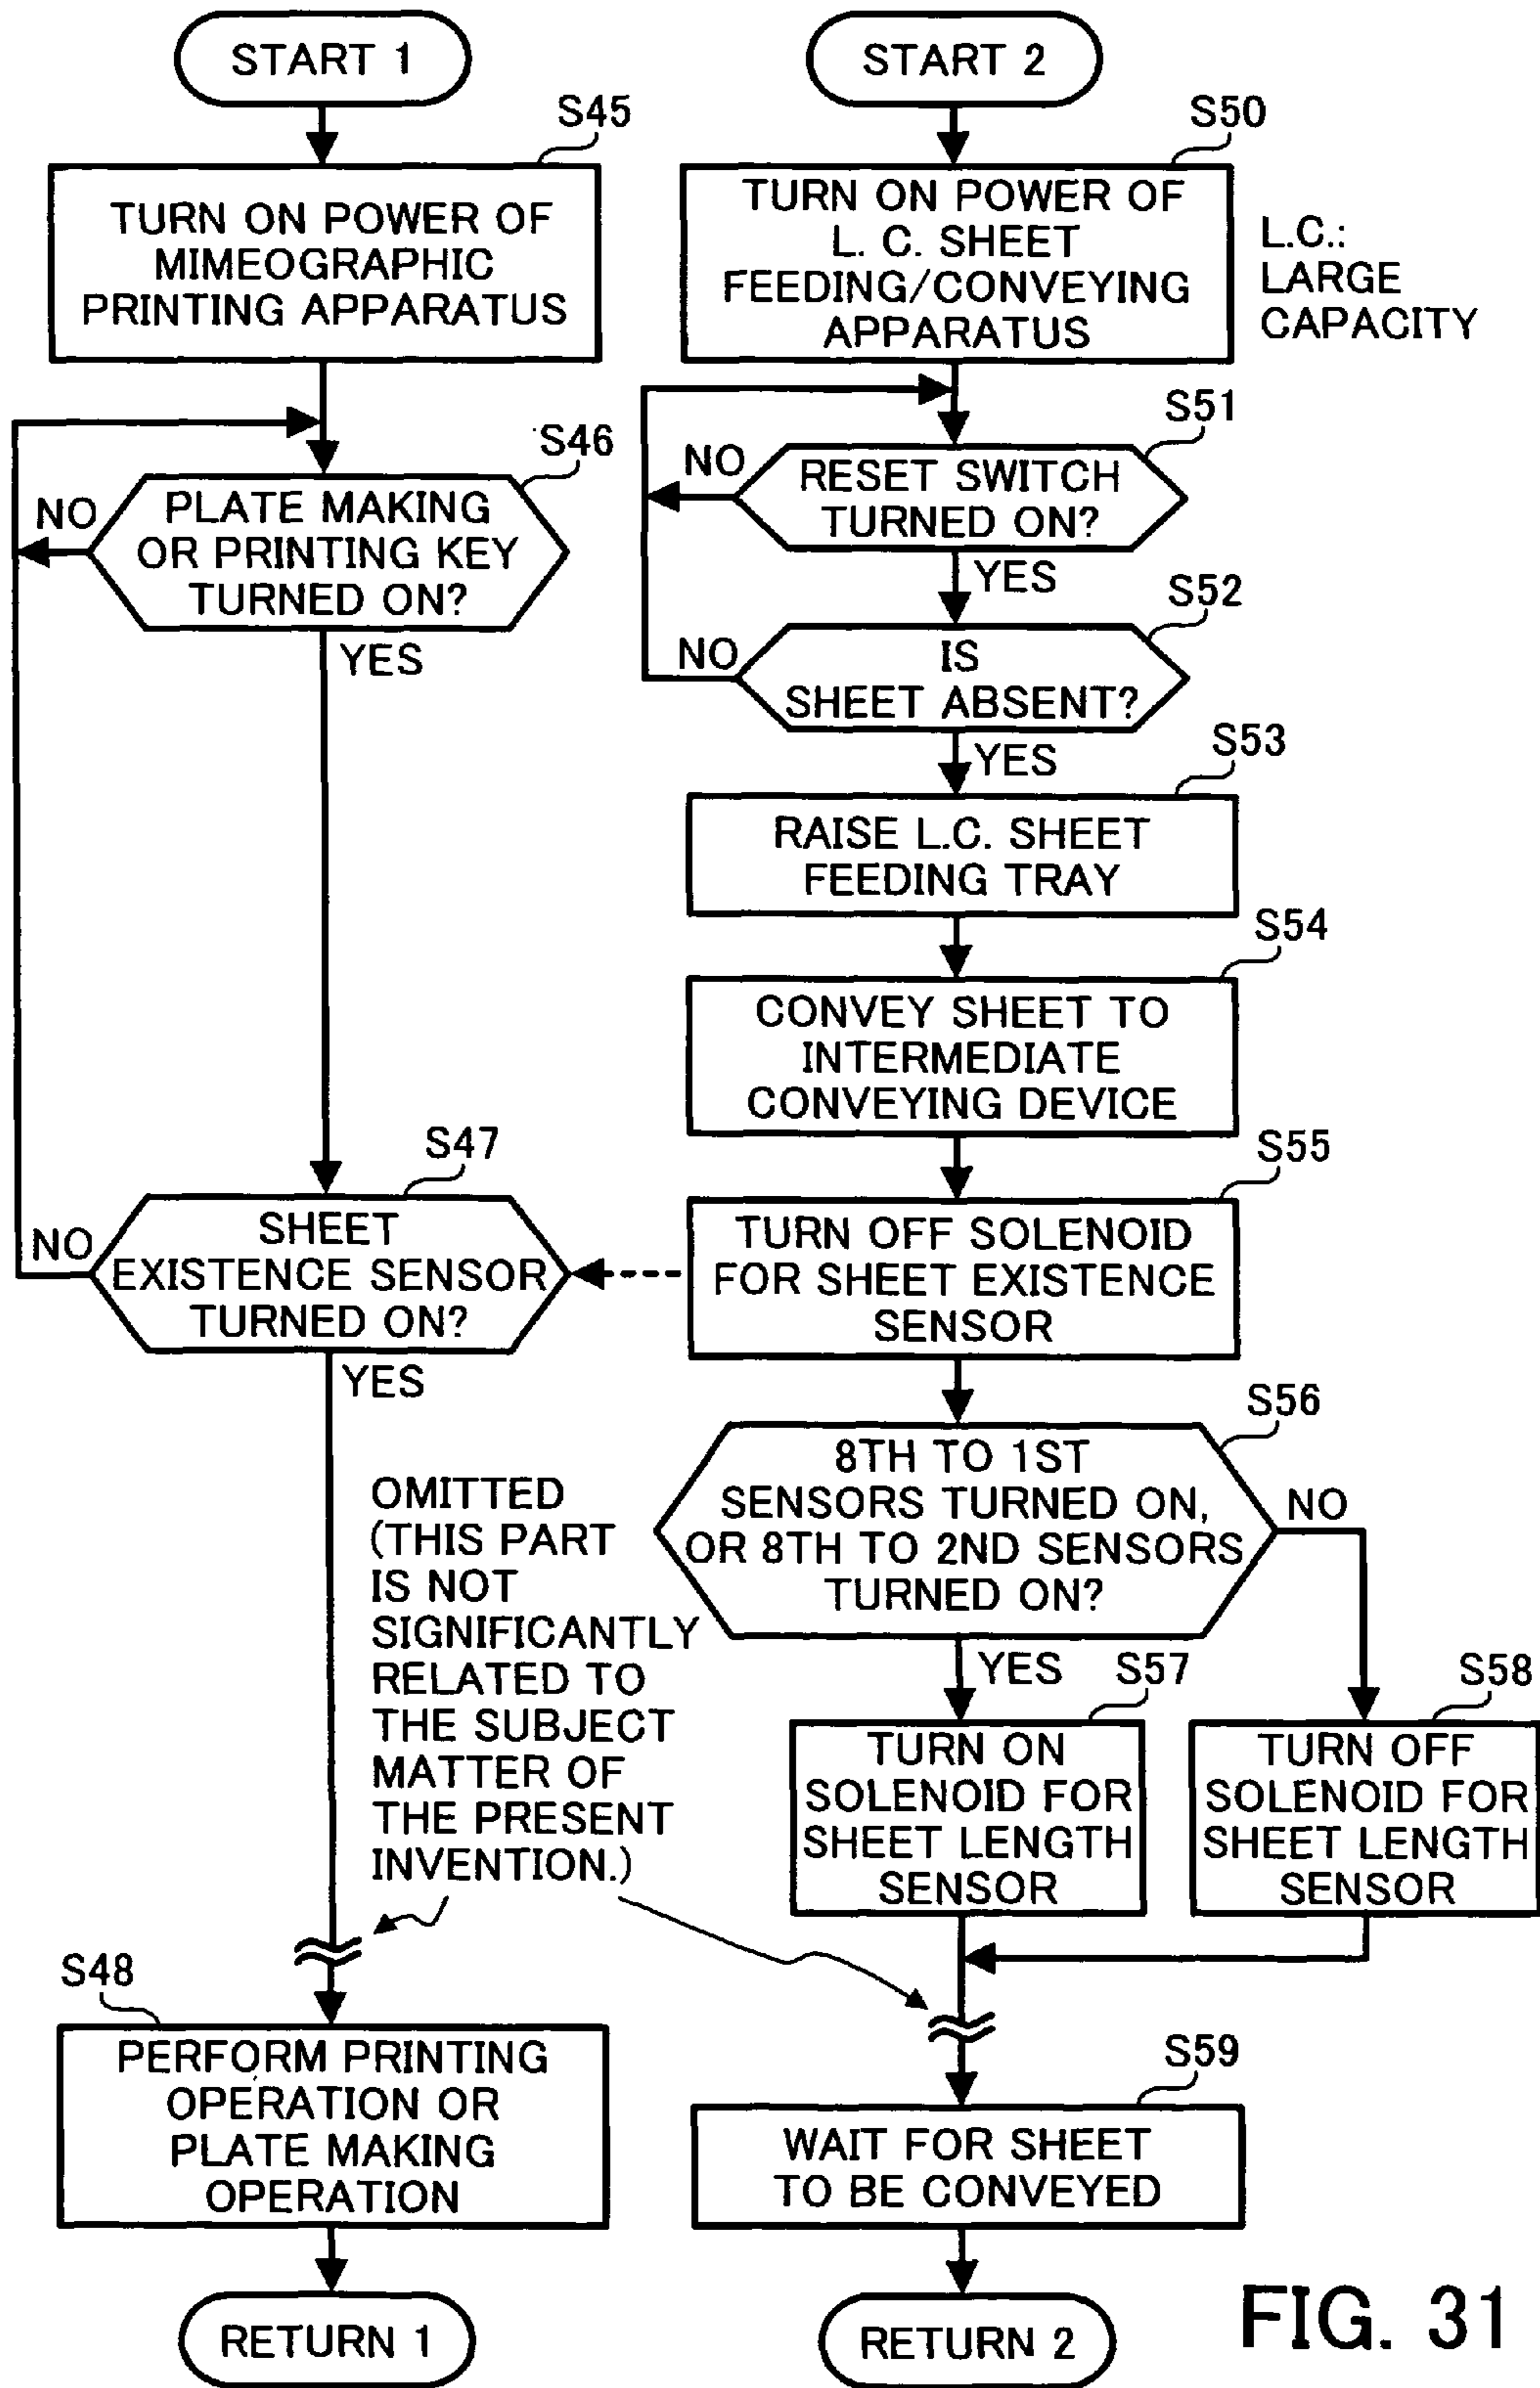 START 1
S45
TURN ON POWER OF
MIMEOGRAPHIC
PRINTING APPARATUS
S46
NO
PLATE MAKING
OR PRINTING KEY
TURNED ON?
YES
S47
NO
SHEET
EXISTENCE SENSOR
TURNED ON?
YES
OMITTED
(THIS PART
IS NOT
SIGNIFICANTLY
RELATED TO
THE SUBJECT
MATTER OF
THE PRESENT
INVENTION.)
S48
PERFORM PRINTING
OPERATION OR
PLATE MAKING
OPERATION
RETURN 1
START 2
S50
TURN ON POWER OF
L. C. SHEET
FEEDING/CONVEYING
APPARATUS
L.C.:
LARGE
CAPACITY
S51
NO
RESET SWITCH
TURNED ON?
YES
S52
NO
IS
SHEET ABSENT?
YES
S53
RAISE L.C. SHEET
FEEDING TRAY
S54
CONVEY SHEET TO
INTERMEDIATE
CONVEYING DEVICE
S55
TURN OFF SOLENOID
FOR SHEET EXISTENCE
SENSOR
S56
8TH TO 1ST
SENSORS TURNED ON,
OR 8TH TO 2ND SENSORS
TURNED ON?
NO
YES
S57
TURN ON
SOLENOID FOR
SHEET LENGTH
SENSOR
S58
TURN OFF
SOLENOID FOR
SHEET LENGTH
SENSOR
S59
WAIT FOR SHEET
TO BE CONVEYED
RETURN 2
FIG. 31